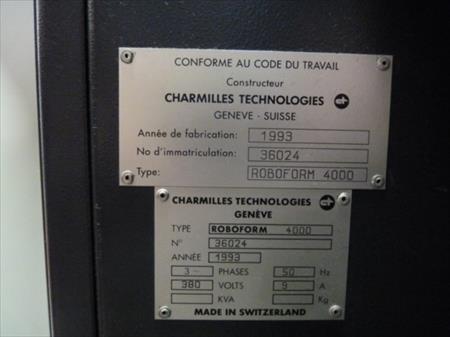 CONFORME AU CODE DU TRAVAIL
Constructeur
CHARMILLES TECHNOLOGIES
GENEVE - SUISSE
Année de fabrication: 1993
No d'immatriculation: 36024
Type: ROBOFORM 4000
CHARMILLES TECHNOLOGIES
GENÈVE
TYPE ROBOFORM 4000
N° 36024
ANNÉE 1993
3~ PHASES 50 Hz
380 VOLTS 9 A
KVA Kg
MADE IN SWITZERLAND